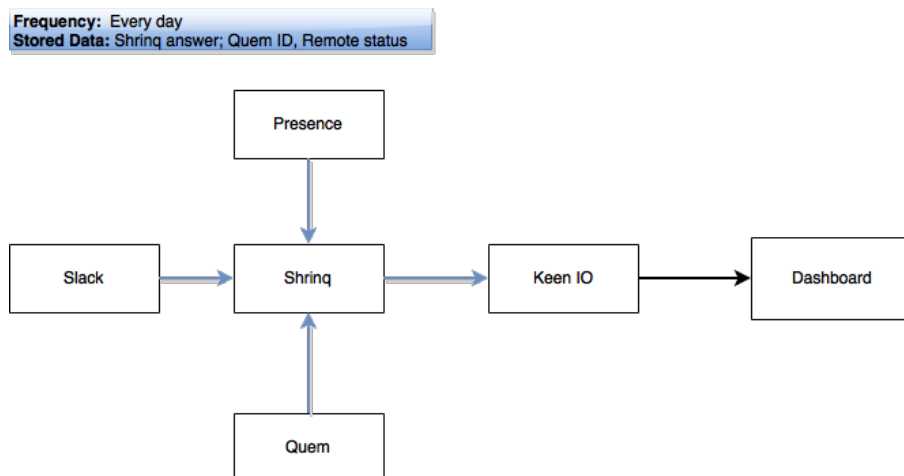 Frequency: Every day
Stored Data: Shrinq answer; Quem ID, Remote status
Presence
Slack
Shrinq
Keen IO
Dashboard
Quem